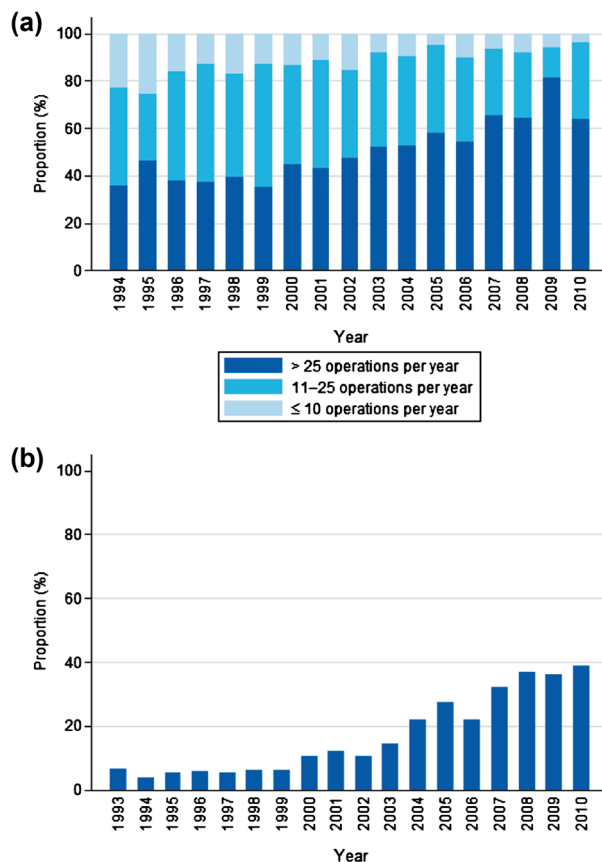 (a)
100
80
60
40
20
0
Proportion (%)
1994 1995 1996 1997 1998 1999 2000 2001 2002 2003 2004 2005 2006 2007 2008 2009 2010
Year
> 25 operations per year
11–25 operations per year
≤ 10 operations per year
(b)
100
80
60
40
20
0
Proportion (%)
1993 1994 1995 1996 1997 1998 1999 2000 2001 2002 2003 2004 2005 2006 2007 2008 2009 2010
Year